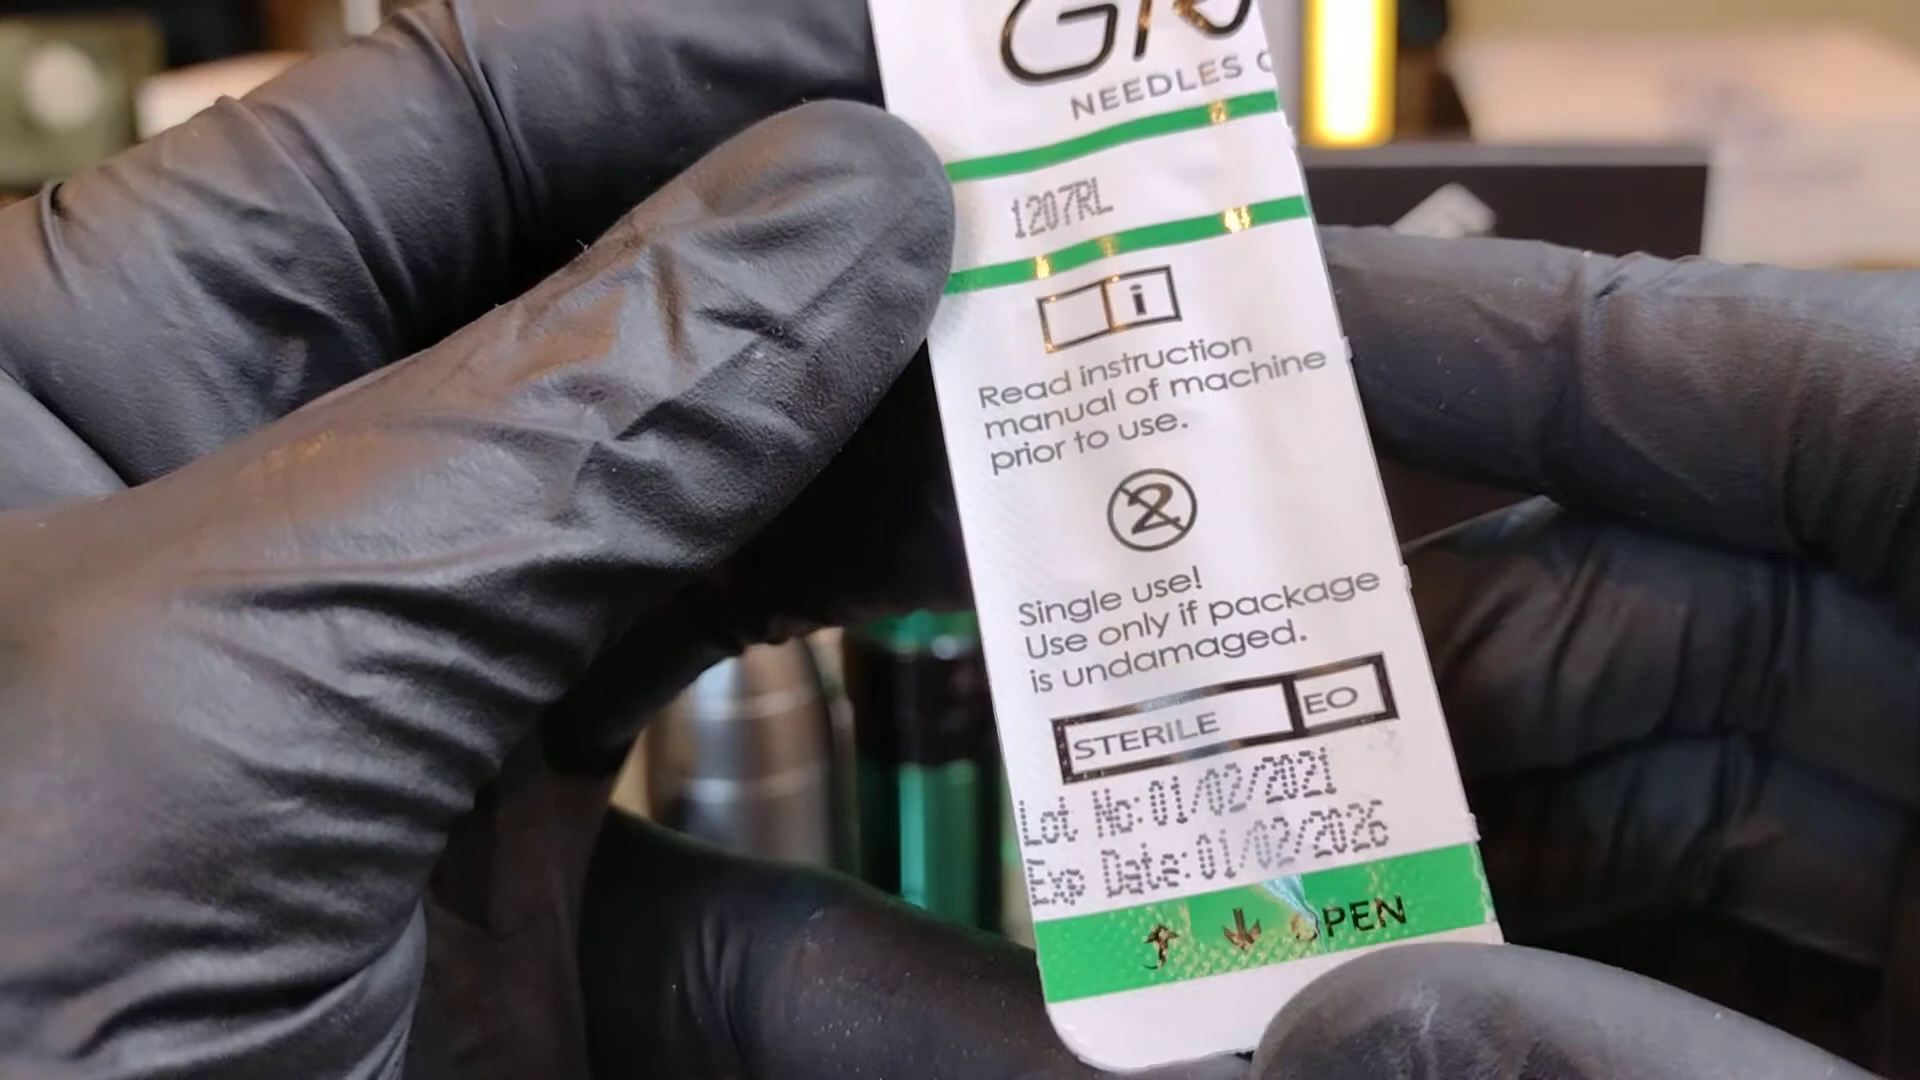 NEEDLES
1207RL
i
Read instruction
manual of machine
prior to use.
2
Single use!
Use only if package
is undamaged.
STERILE EO
Lot No:01/02/2021
Exp Date:01/02/2026
OPEN